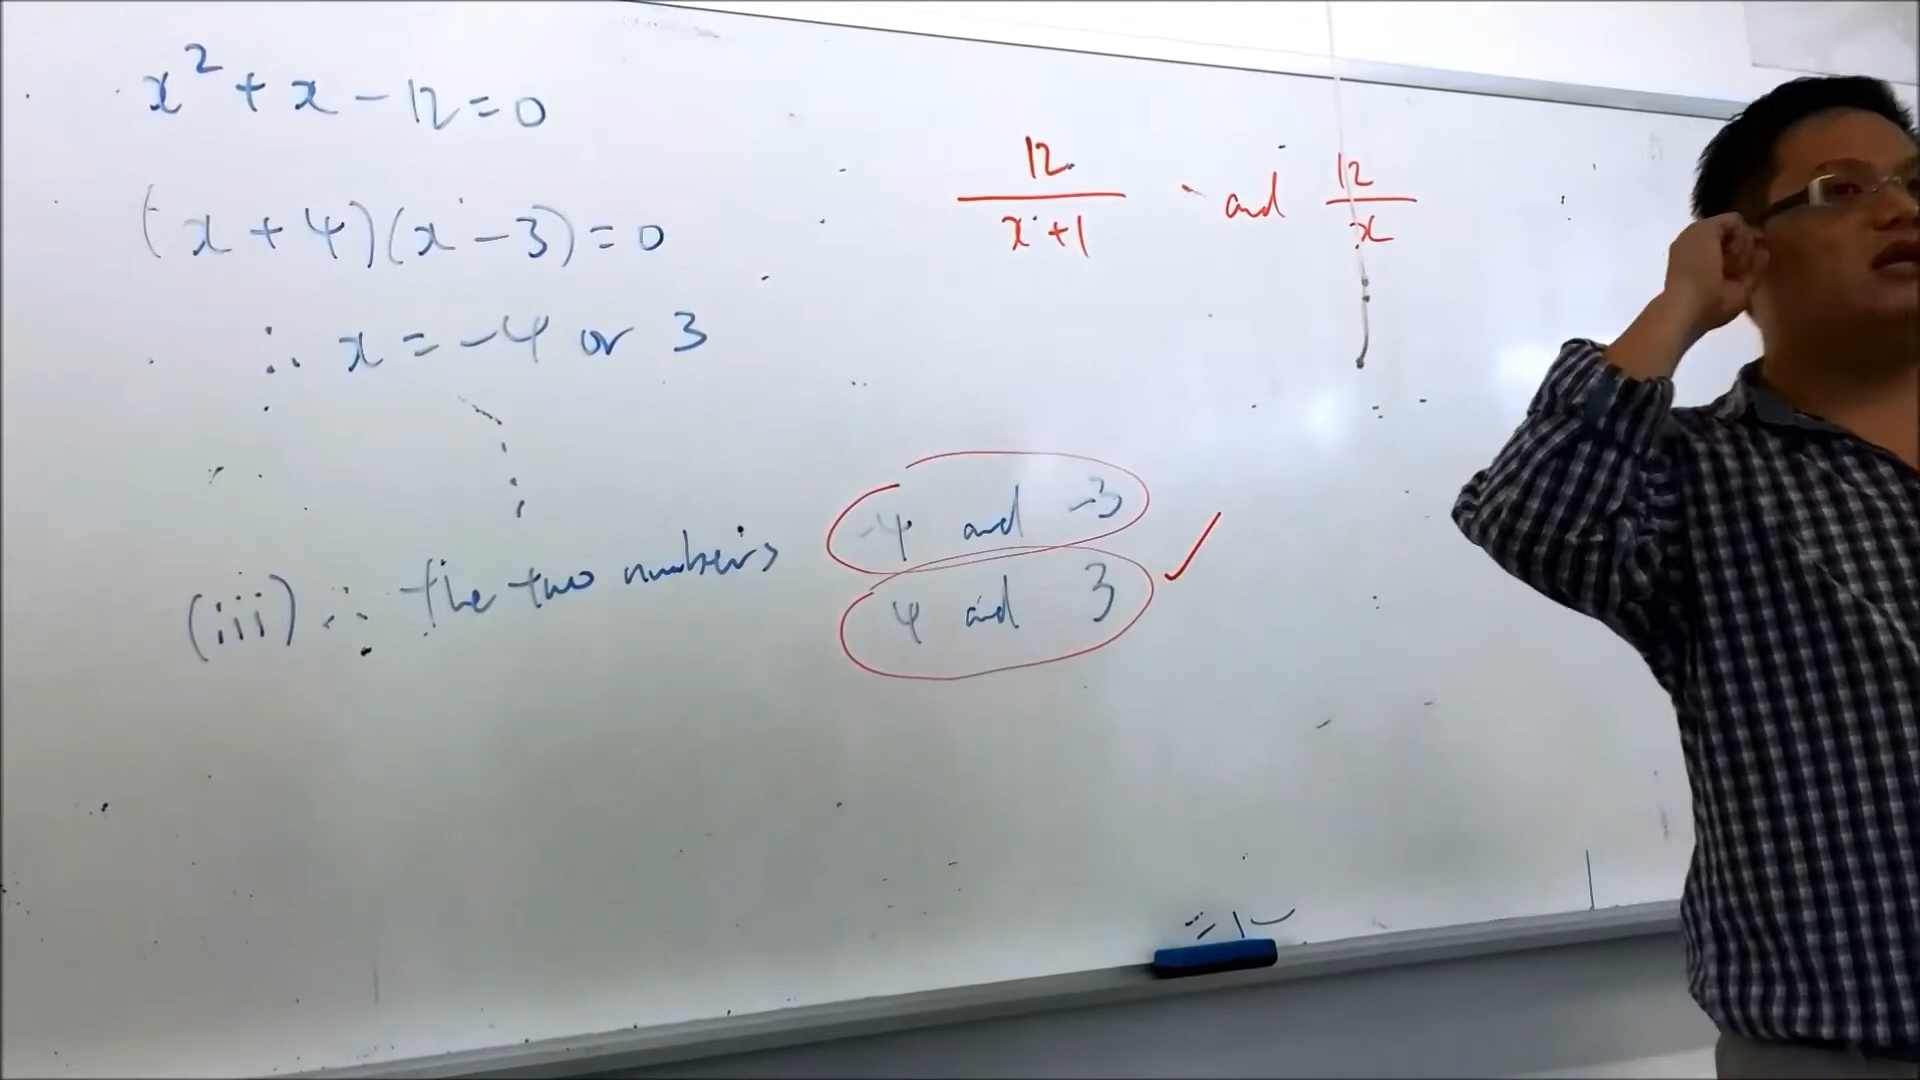 x² + x − 12 = 0
(x + 4)(x − 3) = 0
∴ x = −4 or 3
12/(x+1) and 12/x
(iii) ∴ the two numbers
-4 and -3
4 and 3 ✓